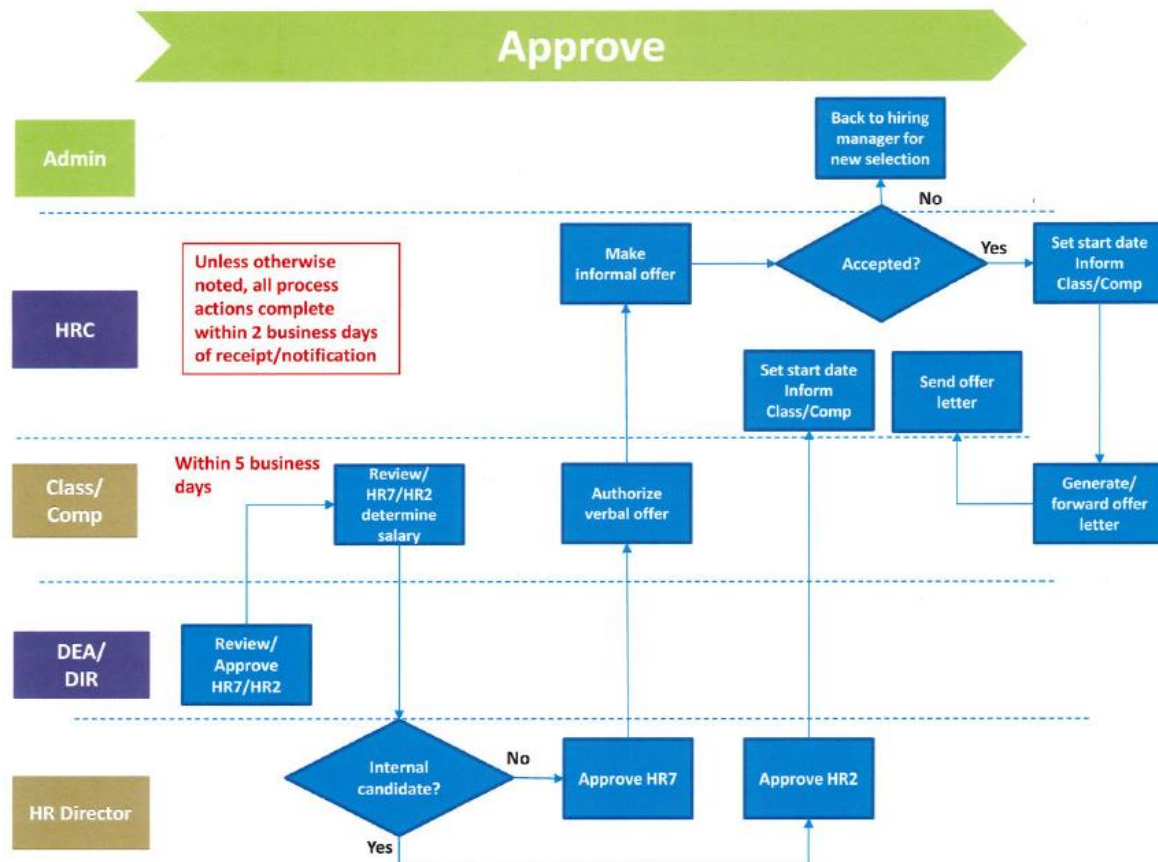 Approve
Admin
Back to hiring
manager for
new selection
No
HRC
Unless otherwise
noted, all process
actions complete
within 2 business days
of receipt/notification
Make
informal offer
Accepted?
Yes
Set start date
Inform
Class/Comp
Set start date
Inform
Class/Comp
Send offer
letter
Class/
Comp
Within 5 business
days
Review/
HR7/HR2
determine
salary
Authorize
verbal offer
Generate/
forward offer
letter
DEA/
DIR
Review/
Approve
HR7/HR2
HR Director
Internal
candidate?
No
Approve HR7
Approve HR2
Yes